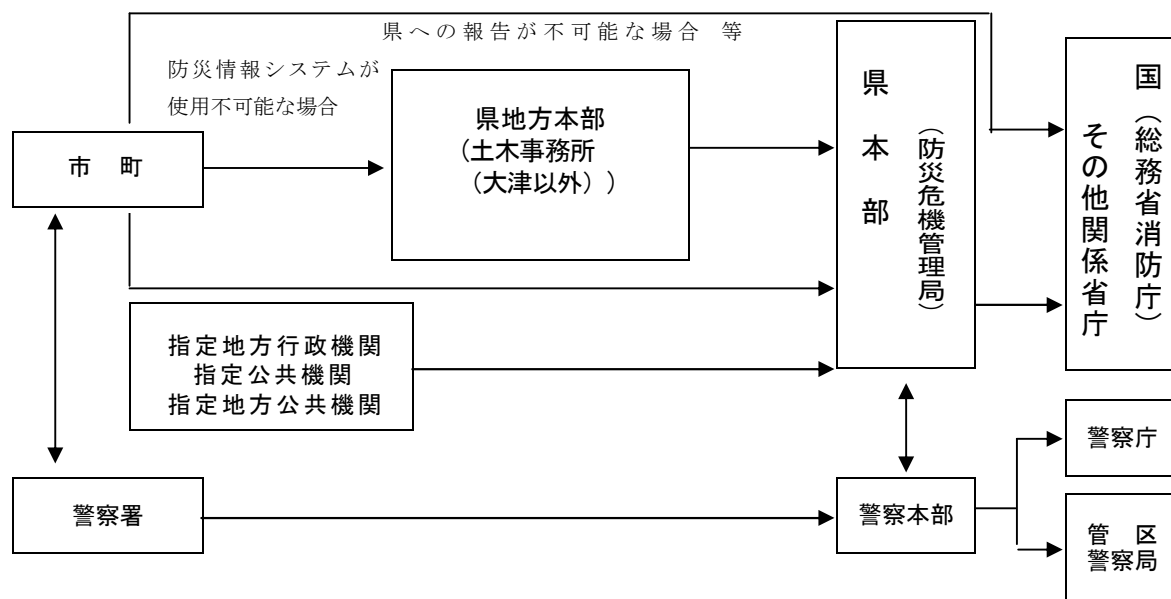 県への報告が不可能な場合 等
防災情報システムが
使用不可能な場合
市 町
県地方本部
(土木事務所
(大津以外))
県本部
(防災危機管理局)
国(総務省消防庁)
その他関係省庁
指定地方行政機関
指定公共機関
指定地方公共機関
警察署
警察本部
警察庁
管 区
警察局